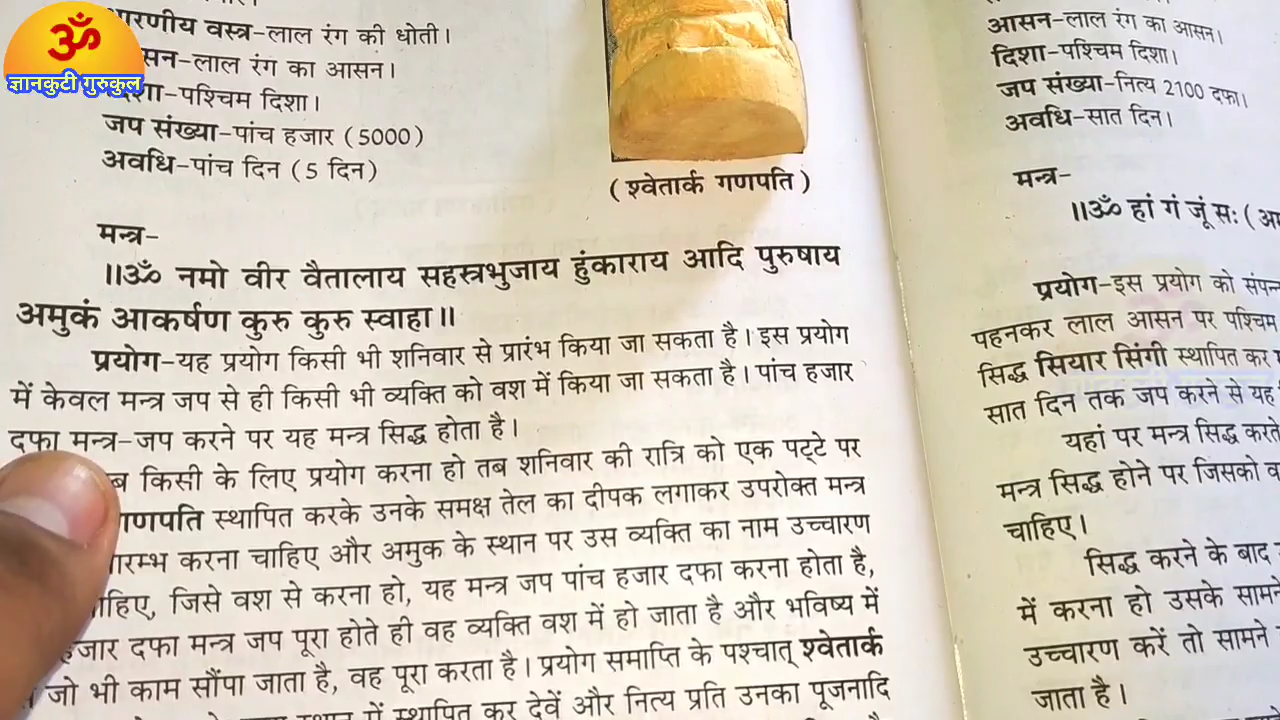 ॐ
ज्ञानकुटी गुरुकुल
वस्त्र-लाल रंग की धोती।
लाल रंग का आसन।
पश्चिम दिशा।
जप संख्या-पांच हजार (5000)
अवधि-पांच दिन (5 दिन)
(श्वेतार्क गणपति)
मन्त्र-
॥ॐ नमो वीर वैतालाय सहस्त्रभुजाय हुंकाराय आदि पुरुषाय
अमुकं आकर्षण कुरु कुरु स्वाहा॥
प्रयोग-यह प्रयोग किसी भी शनिवार से प्रारंभ किया जा सकता है। इस प्रयोग
में केवल मन्त्र जप से ही किसी भी व्यक्ति को वश में किया जा सकता है। पांच हजार
दफा मन्त्र-जप करने पर यह मन्त्र सिद्ध होता है।
किसी के लिए प्रयोग करना हो तब शनिवार की रात्रि को एक पट्टे पर
गणपति स्थापित करके उनके समक्ष तेल का दीपक लगाकर उपरोक्त मन्त्र
करना चाहिए और अमुक के स्थान पर उस व्यक्ति का नाम उच्चारण
जिसे वश से करना हो, यह मन्त्र जप पांच हजार दफा करना होता है,
हजार दफा मन्त्र जप पूरा होते ही वह व्यक्ति वश में हो जाता है और भविष्य में
जो भी काम सौंपा जाता है, वह पूरा करता है। प्रयोग समाप्ति के पश्चात् श्वेतार्क
में स्थापित कर देवें और नित्य प्रति उनका पूजनादि
आसन-लाल रंग का आसन।
दिशा-पश्चिम दिशा।
जप संख्या-नित्य 2100 दफा।
अवधि-सात दिन।
मन्त्र-
॥ॐ हां गं जूं सः (
प्रयोग-इस प्रयोग को
पहनकर लाल आसन पर पश्चिम
सिद्ध सियार सिंगी स्थापित कर
सात दिन तक जप करने से यह
यहां पर मन्त्र सिद्ध करते
मन्त्र सिद्ध होने पर जिसको
चाहिए।
सिद्ध करने के बाद
में करना हो उसके सामने
उच्चारण करें तो सामने
जाता है।